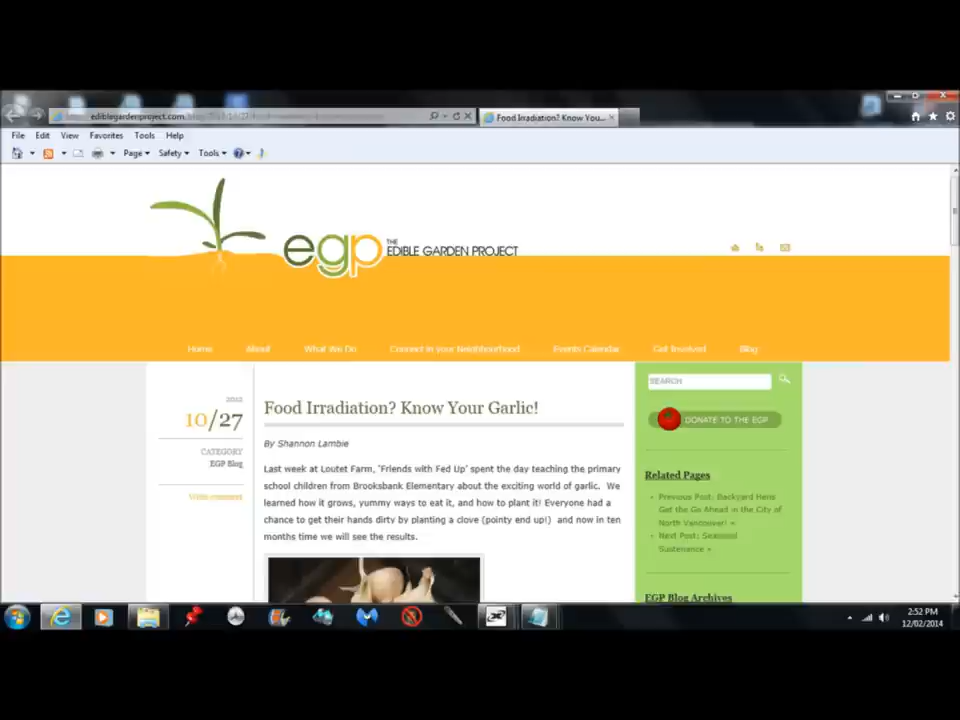 ediblegardenproject.com
Food Irradiation? Know You...
File Edit View Favorites Tools Help
Page Safety Tools
egp THE EDIBLE GARDEN PROJECT
Home About What We Do Connect in your Neighbourhood Events Calendar Get Involved Blog
2012
10/27
CATEGORY
EGP Blog
Write comment
Food Irradiation? Know Your Garlic!
By Shannon Lambie
Last week at Loutet Farm, 'Friends with Fed Up' spent the day teaching the primary
school children from Brooksbank Elementary about the exciting world of garlic. We
learned how it grows, yummy ways to eat it, and how to plant it! Everyone had a
chance to get their hands dirty by planting a clove (pointy end up!) and now in ten
months time we will see the results.
SEARCH
DONATE TO THE EGP
Related Pages
Previous Post: Backyard Hens
Get the Go Ahead in the City of
North Vancouver! »
Next Post: Seasonal
Sustenance »
EGP Blog Archives
2:52 PM
12/02/2014